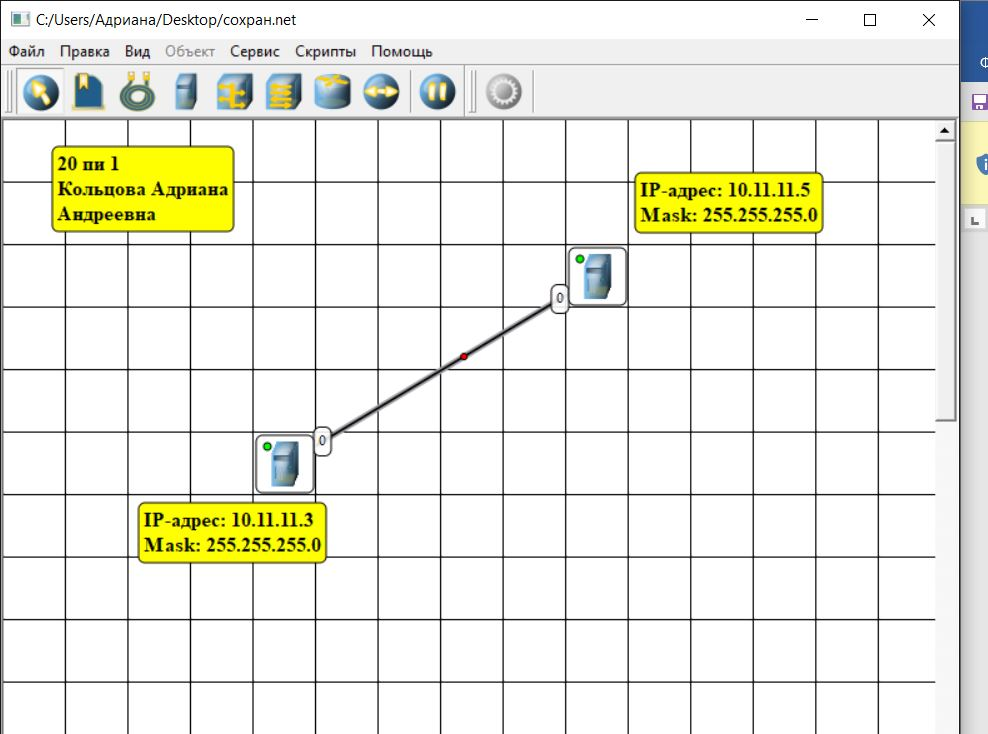 C:/Users/Адриана/Desktop/сохран.net
Файл Правка Вид Объект Сервис Скрипты Помощь
20 пи 1
Кольцова Адриана
Андреевна
IP-адрес: 10.11.11.5
Mask: 255.255.255.0
0
0
IP-адрес: 10.11.11.3
Mask: 255.255.255.0